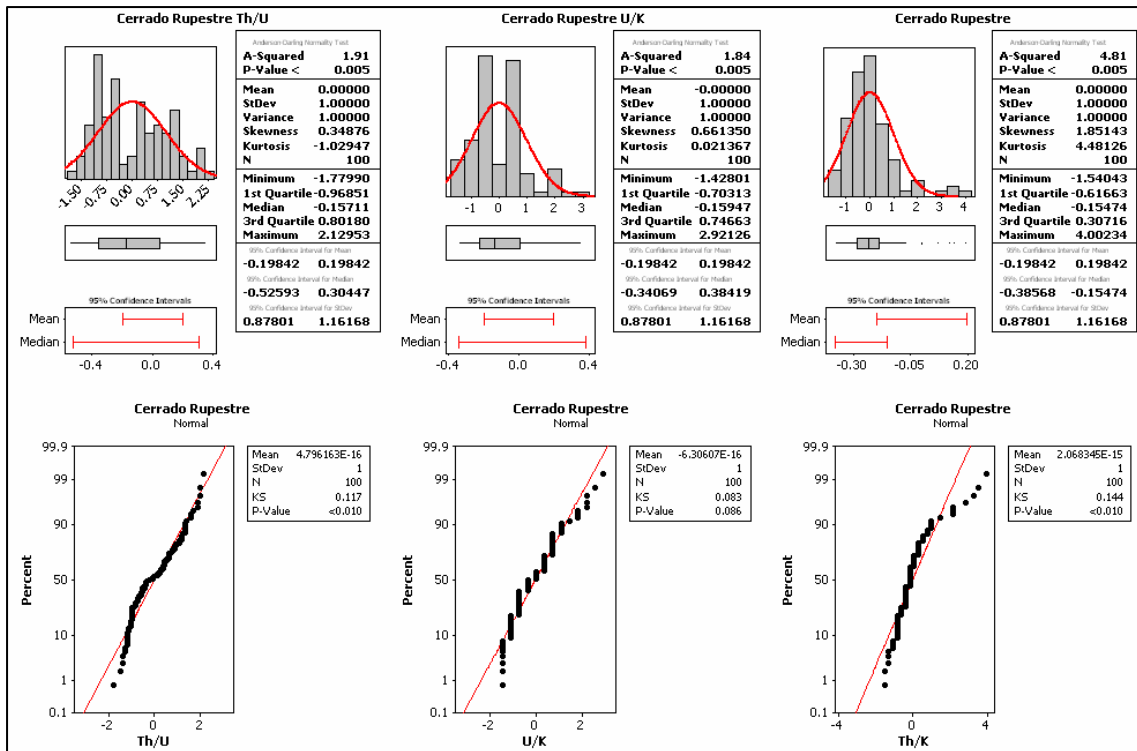 Cerrado Rupestre Th/U
Anderson-Darling Normality Test
A-Squared 1.91
P-Value < 0.005
Mean 0.00000
StDev 1.00000
Variance 1.00000
Skewness 0.34876
Kurtosis -1.02947
N 100
Minimum -1.77990
1st Quartile -0.96851
Median -0.15711
3rd Quartile 0.80180
Maximum 2.12953
95% Confidence Interval for Mean
-0.19842 0.19842
95% Confidence Interval for Median
-0.52593 0.30447
95% Confidence Interval for StDev
0.87801 1.16168
-1.50 -0.75 0.00 0.75 1.50 2.25
95% Confidence Intervals
Mean
Median
-0.4 0.0 0.4
Cerrado Rupestre U/K
Anderson-Darling Normality Test
A-Squared 1.84
P-Value < 0.005
Mean -0.00000
StDev 1.00000
Variance 1.00000
Skewness 0.661350
Kurtosis 0.021367
N 100
Minimum -1.42801
1st Quartile -0.70313
Median -0.15947
3rd Quartile 0.74663
Maximum 2.92126
95% Confidence Interval for Mean
-0.19842 0.19842
95% Confidence Interval for Median
-0.34069 0.38419
95% Confidence Interval for StDev
0.87801 1.16168
-1 0 1 2 3
95% Confidence Intervals
Mean
Median
-0.4 0.0 0.4
Cerrado Rupestre
Anderson-Darling Normality Test
A-Squared 4.81
P-Value < 0.005
Mean 0.00000
StDev 1.00000
Variance 1.00000
Skewness 1.85143
Kurtosis 4.48126
N 100
Minimum -1.54043
1st Quartile -0.61663
Median -0.15474
3rd Quartile 0.30716
Maximum 4.00234
95% Confidence Interval for Mean
-0.19842 0.19842
95% Confidence Interval for Median
-0.38568 -0.15474
95% Confidence Interval for StDev
0.87801 1.16168
-1 0 1 2 3 4
95% Confidence Intervals
Mean
Median
-0.30 -0.05 0.20
Cerrado Rupestre
Normal
Mean 4.796163E-16
StDev 1
N 100
KS 0.117
P-Value <0.010
99.9
99
90
50
10
1
0.1
Percent
-2 0 2
Th/U
Cerrado Rupestre
Normal
Mean -6.30607E-16
StDev 1
N 100
KS 0.083
P-Value 0.086
99.9
99
90
50
10
1
0.1
Percent
-2 0 2
U/K
Cerrado Rupestre
Normal
Mean 2.068345E-15
StDev 1
N 100
KS 0.144
P-Value <0.010
99.9
99
90
50
10
1
0.1
Percent
-4 -2 0 2 4
Th/K